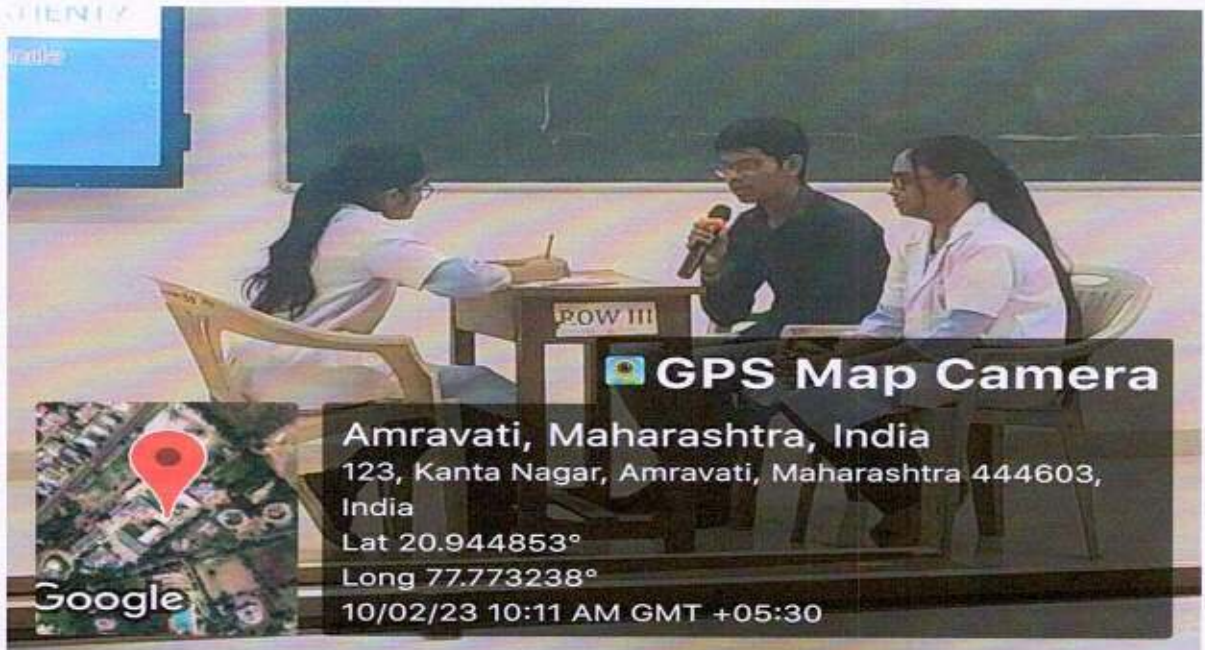 ROW III
GPS Map Camera
Amravati, Maharashtra, India
123, Kanta Nagar, Amravati, Maharashtra 444603,
India
Lat 20.944853°
Long 77.773238°
10/02/23 10:11 AM GMT +05:30
Google